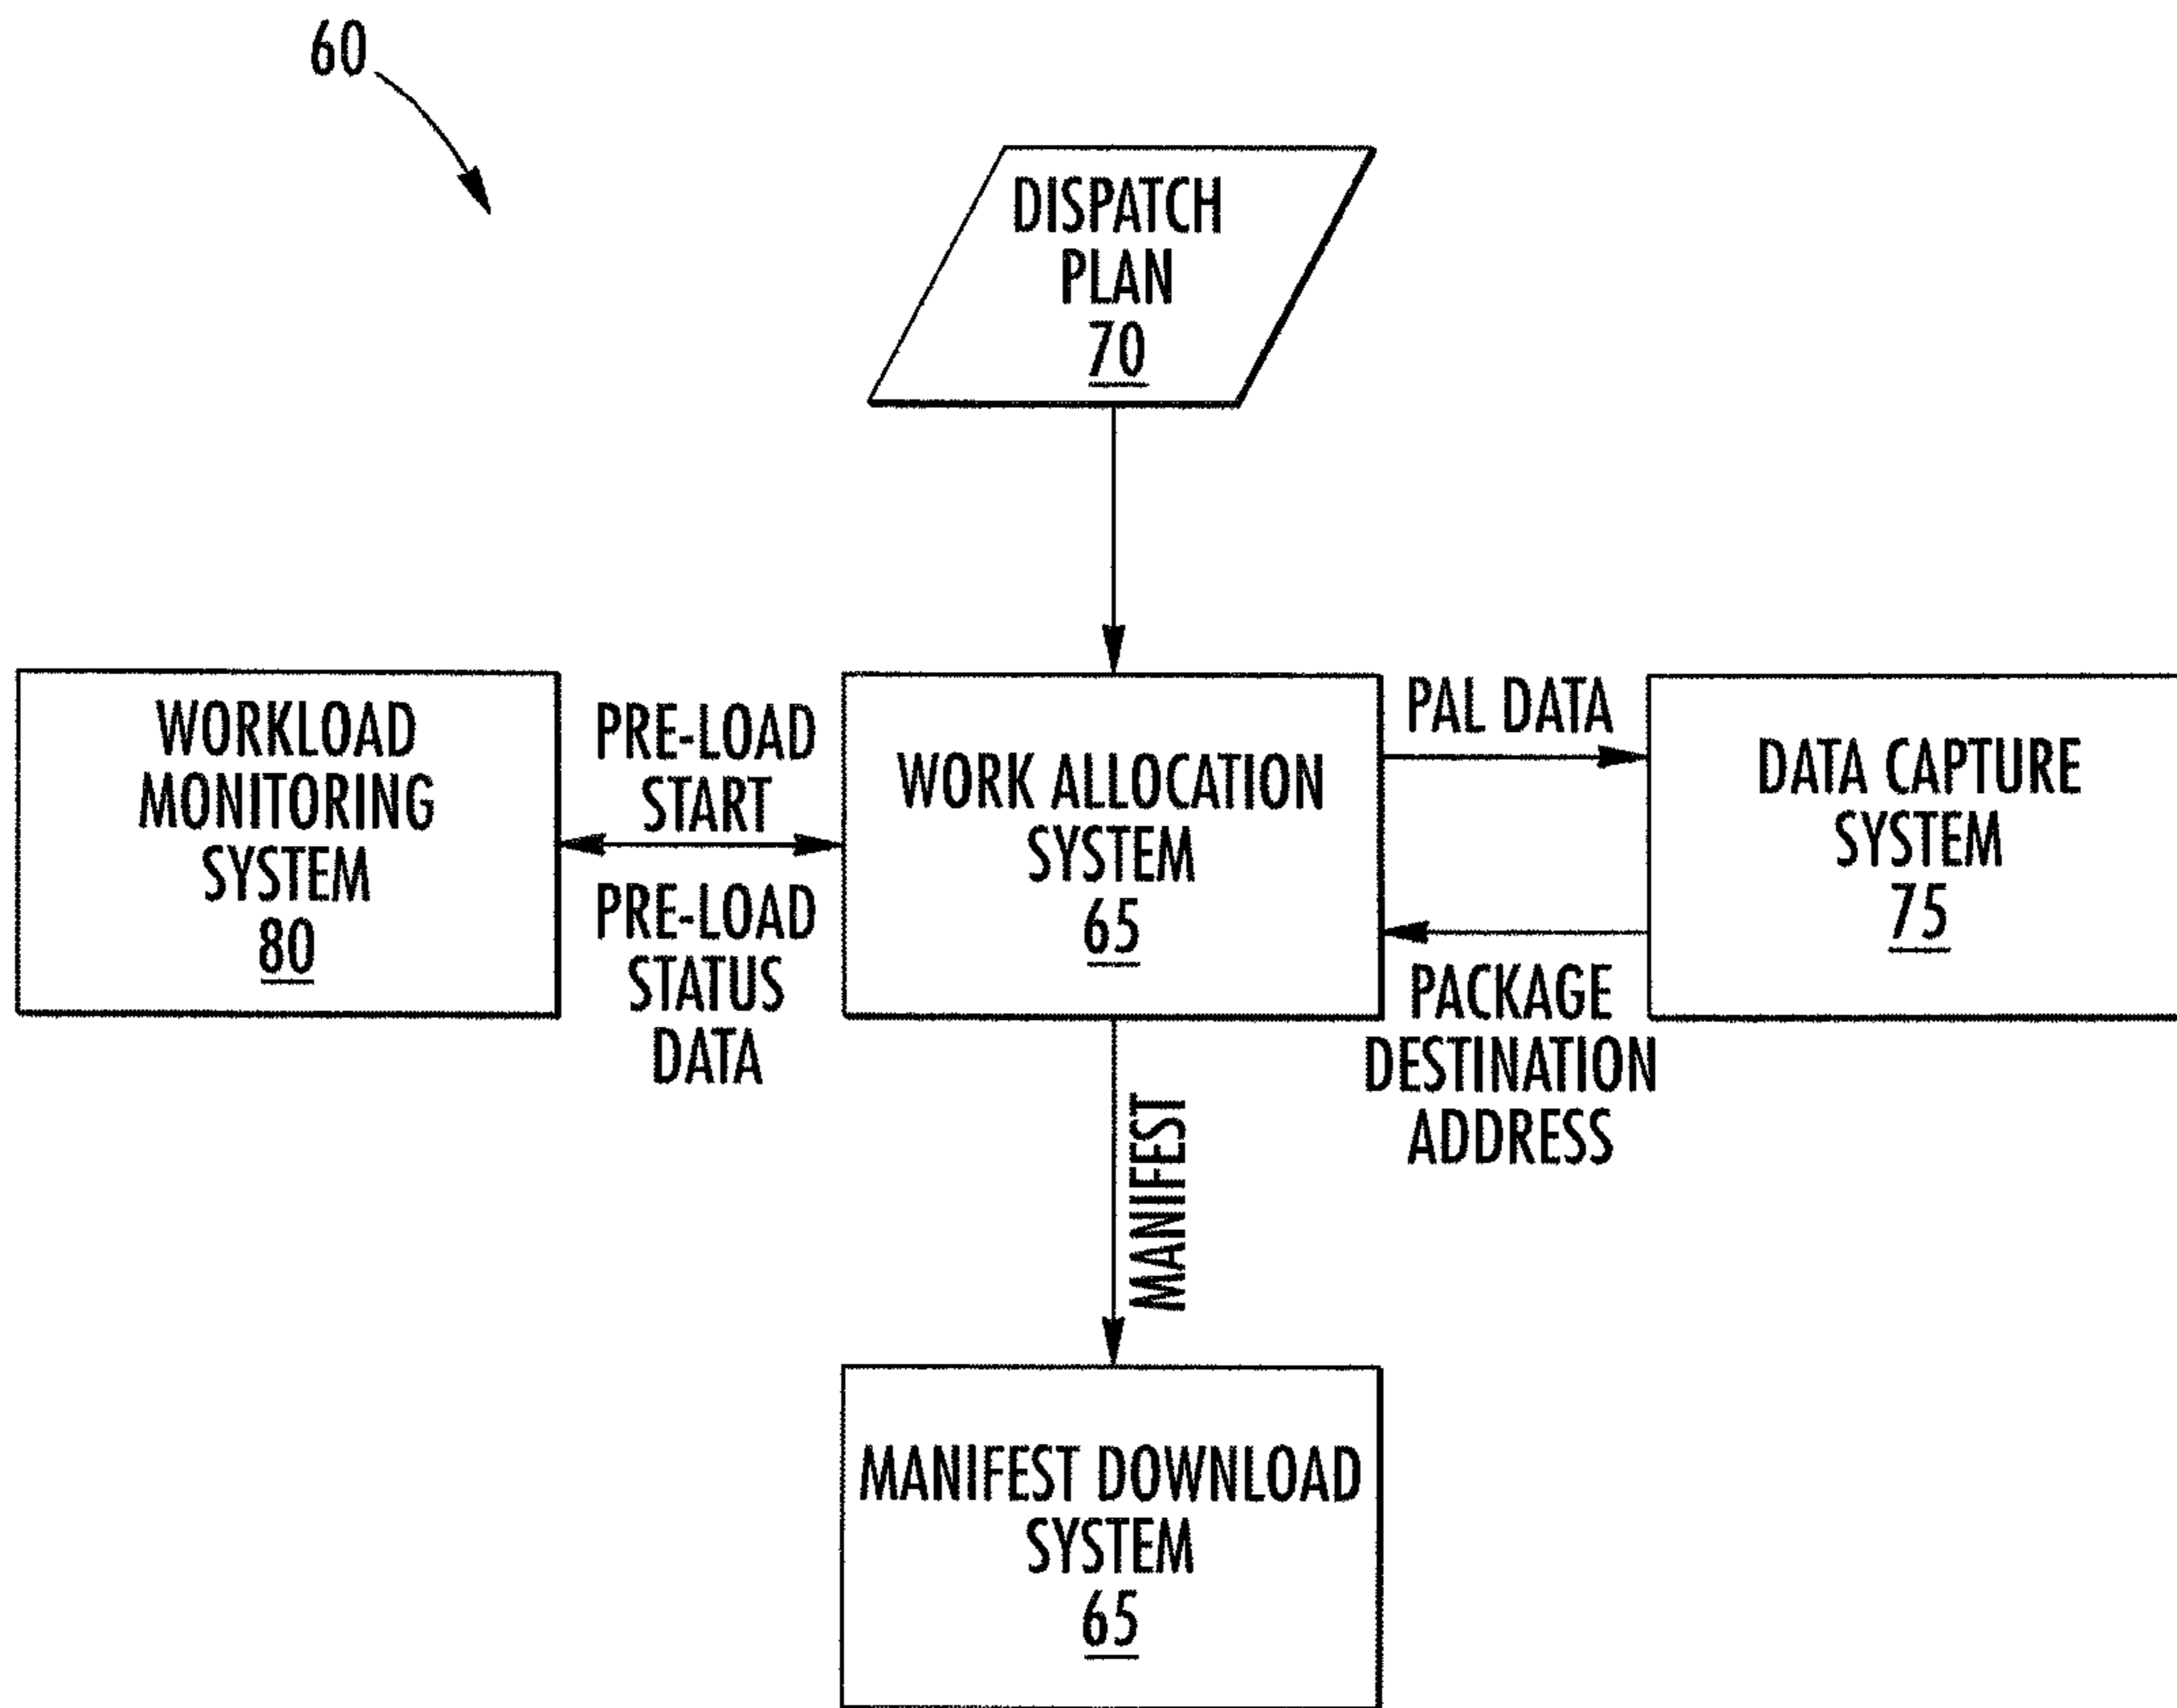 60
DISPATCH
PLAN
70
WORKLOAD
MONITORING
SYSTEM
80
PRE-LOAD
START
PRE-LOAD
STATUS
DATA
WORK ALLOCATION
SYSTEM
65
PAL DATA
PACKAGE
DESTINATION
ADDRESS
DATA CAPTURE
SYSTEM
75
MANIFEST
MANIFEST DOWNLOAD
SYSTEM
65